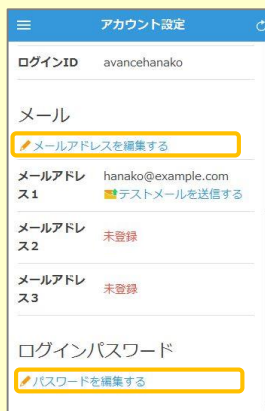 アカウント設定
ログインID avancehanako
メール
メールアドレスを編集する
メールアドレ hanako@example.com
ス1 テストメールを送信する
メールアドレ
ス2 未登録
メールアドレ
ス3 未登録
ログインパスワード
パスワードを編集する